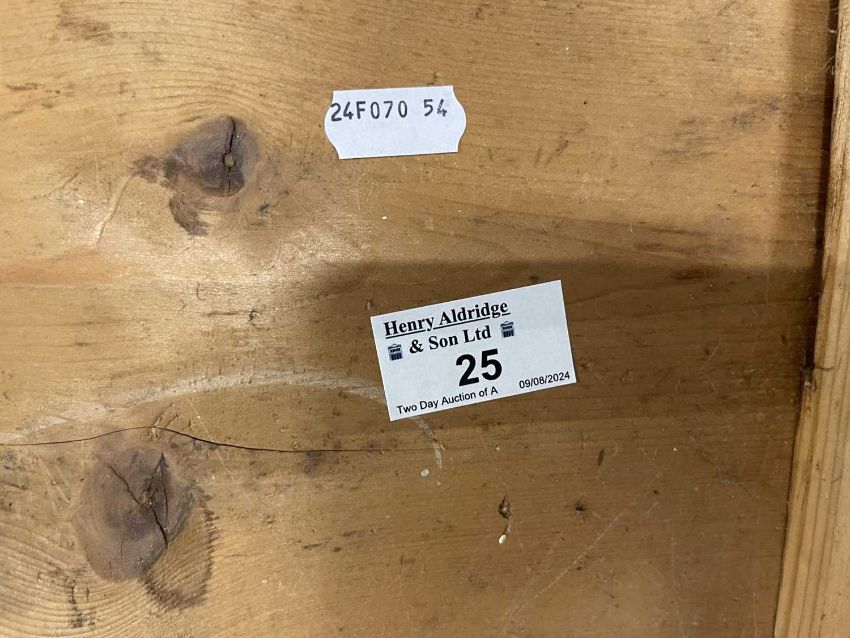 24F070 54
Henry Aldridge
& Son Ltd
25
Two Day Auction of A 09/08/2024